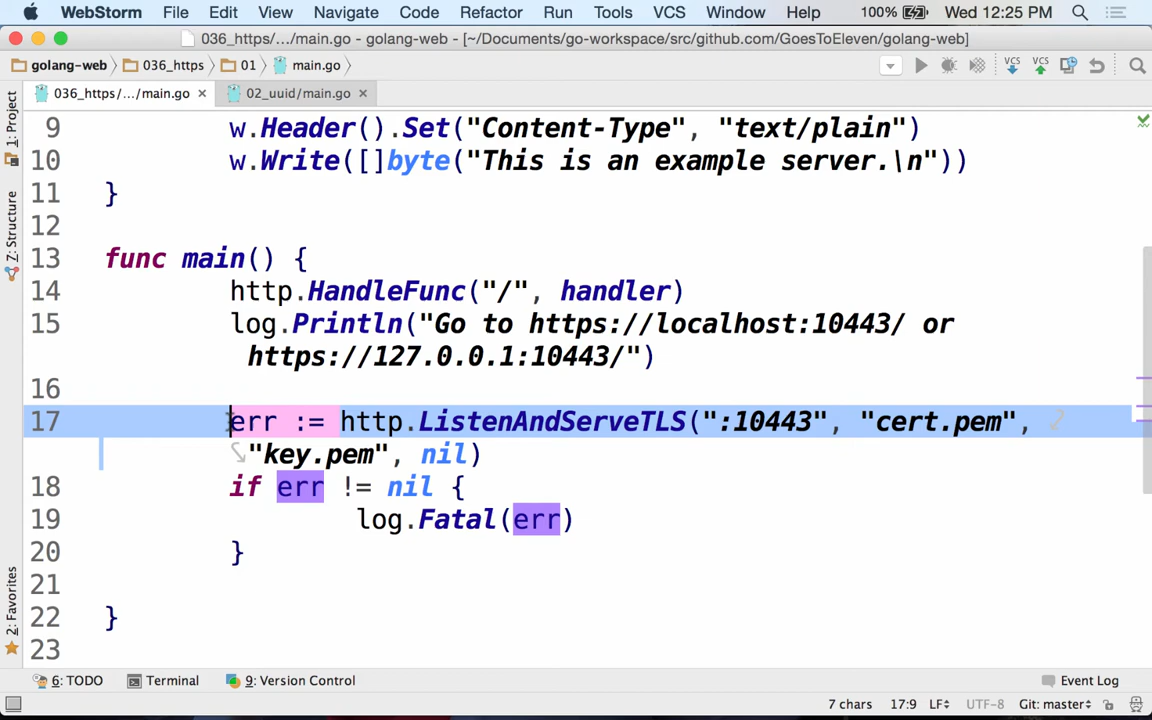 WebStorm File Edit View Navigate Code Refactor Run Tools VCS Window Help 100% Wed 12:25 PM
036_https/.../main.go - golang-web - [~/Documents/go-workspace/src/github.com/GoesToEleven/golang-web]
golang-web 036_https 01 main.go VCS VCS
036_https/.../main.go 02_uuid/main.go
1: Project
Z: Structure
2: Favorites
9 w.Header().Set("Content-Type", "text/plain")
10 w.Write([]byte("This is an example server.\n"))
11 }
12
13 func main() {
14 http.HandleFunc("/", handler)
15 log.Println("Go to https://localhost:10443/ or
https://127.0.0.1:10443/")
16
17 err := http.ListenAndServeTLS(":10443", "cert.pem",
"key.pem", nil)
18 if err != nil {
19 log.Fatal(err)
20 }
21
22 }
23
6: TODO Terminal 9: Version Control Event Log
7 chars 17:9 LF UTF-8 Git: master